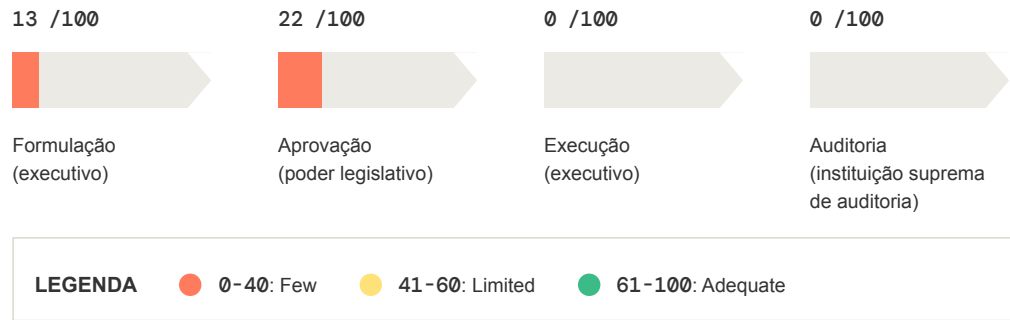 13 /100
22 /100
0 /100
0 /100
Formulação
(executivo)
Aprovação
(poder legislativo)
Execução
(executivo)
Auditoria
(instituição suprema
de auditoria)
LEGENDA 0-40: Few 41-60: Limited 61-100: Adequate